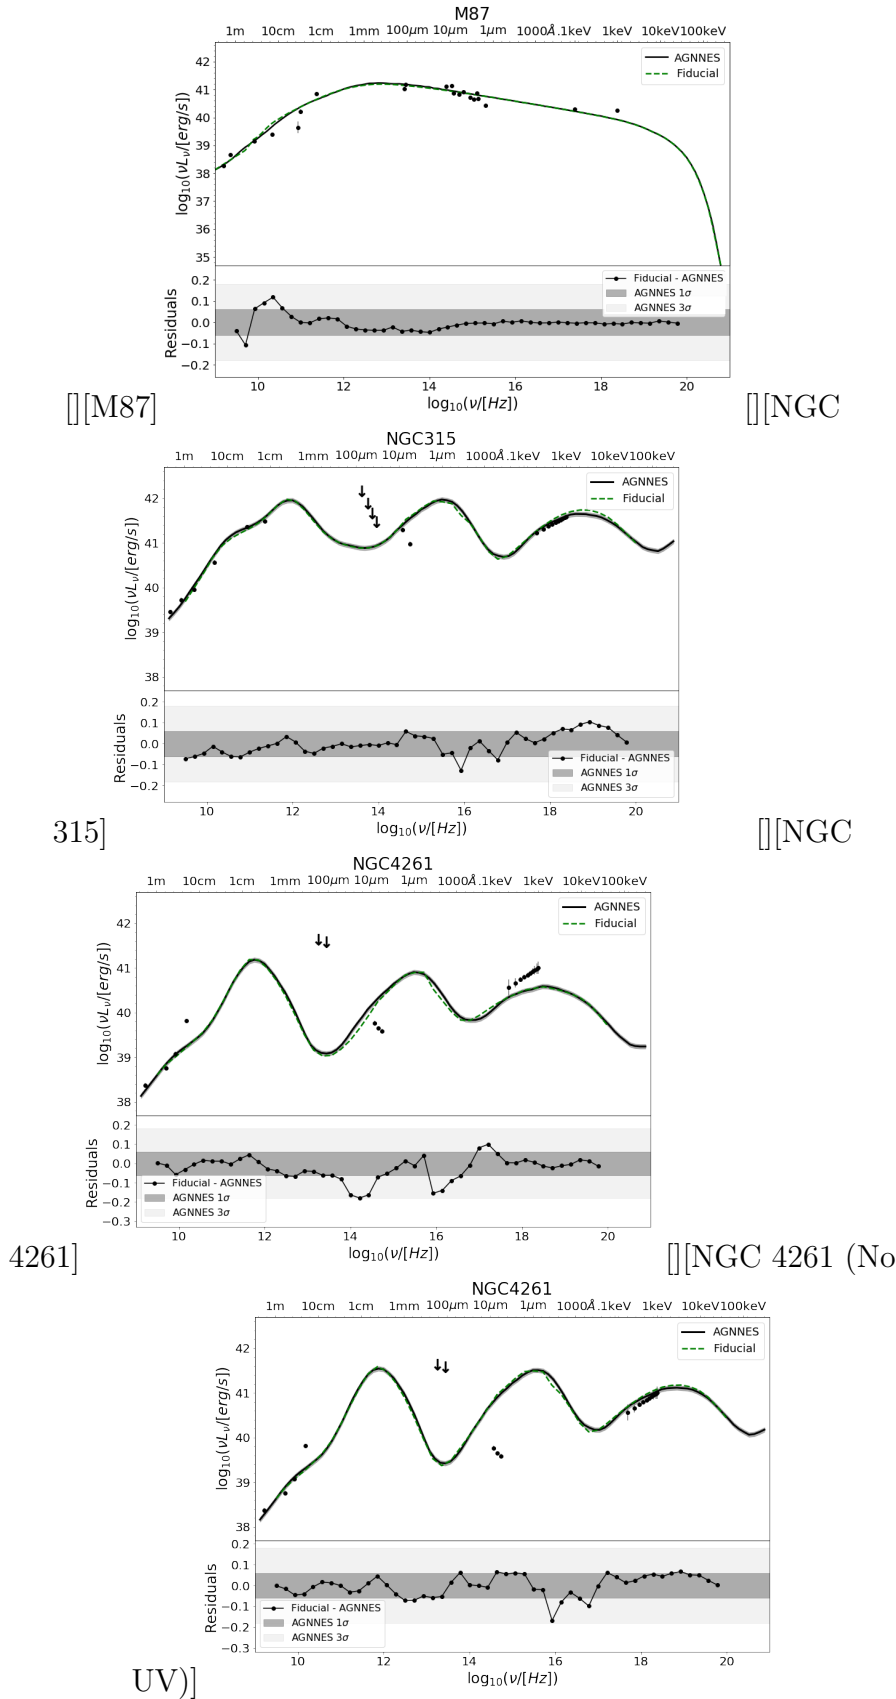 M87
1m 10cm 1cm 1mm 100μm 10μm 1μm 1000Å .1keV 1keV 10keV 100keV
AGNNES
Fiducial
log₁₀(νLᵥ/[erg/s])
42
41
40
39
38
37
36
35
Fiducial - AGNNES
AGNNES 1σ
AGNNES 3σ
Residuals
0.2
0.1
0.0
−0.1
−0.2
10 12 14 16 18 20
log₁₀(ν/[Hz])
[][M87] [][NGC
NGC315
1m 10cm 1cm 1mm 100μm 10μm 1μm 1000Å .1keV 1keV 10keV 100keV
AGNNES
Fiducial
log₁₀(νLᵥ/[erg/s])
42
41
40
39
38
Residuals
0.2
0.1
0.0
−0.1
−0.2
Fiducial - AGNNES
AGNNES 1σ
AGNNES 3σ
10 12 14 16 18 20
log₁₀(ν/[Hz])
315] [][NGC
NGC4261
1m 10cm 1cm 1mm 100μm 10μm 1μm 1000Å .1keV 1keV 10keV 100keV
AGNNES
Fiducial
log₁₀(νLᵥ/[erg/s])
42
41
40
39
38
Residuals
0.2
0.1
0.0
−0.1
−0.2
−0.3
Fiducial - AGNNES
AGNNES 1σ
AGNNES 3σ
10 12 14 16 18 20
log₁₀(ν/[Hz])
4261] [][NGC 4261 (No
NGC4261
1m 10cm 1cm 1mm 100μm 10μm 1μm 1000Å .1keV 1keV 10keV 100keV
AGNNES
Fiducial
log₁₀(νLᵥ/[erg/s])
42
41
40
39
38
Residuals
0.2
0.1
0.0
−0.1
−0.2
−0.3
Fiducial - AGNNES
AGNNES 1σ
AGNNES 3σ
10 12 14 16 18 20
log₁₀(ν/[Hz])
UV)]